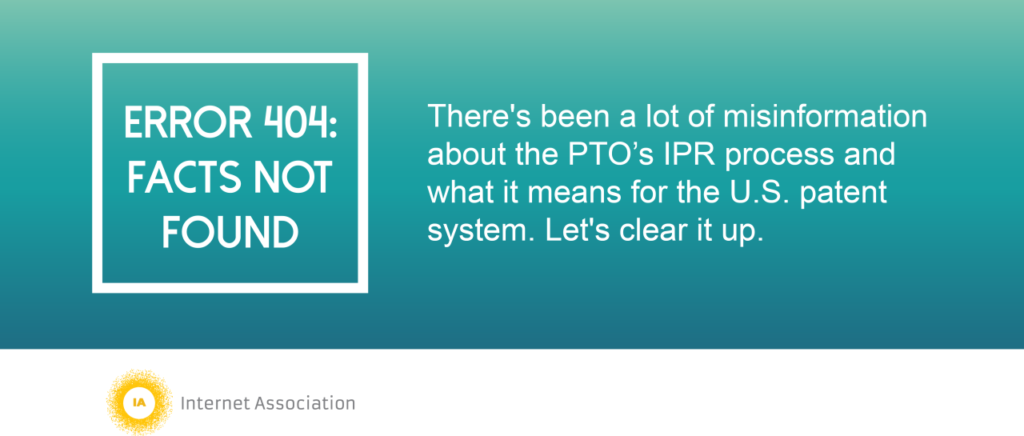 ERROR 404:
FACTS NOT
FOUND
There's been a lot of misinformation
about the PTO’s IPR process and
what it means for the U.S. patent
system. Let's clear it up.
IA
Internet Association